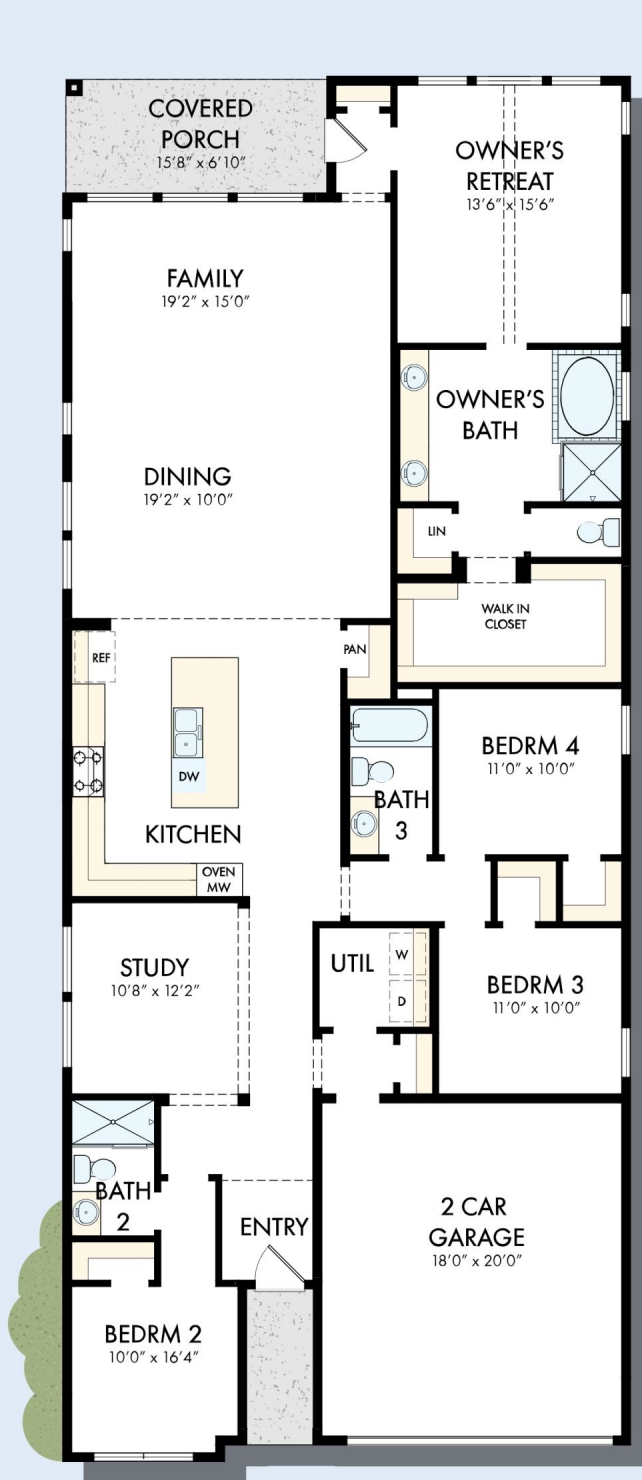 COVERED
PORCH
15'8" x 6'10"
OWNER'S
RETREAT
13'6" x 15'6"
FAMILY
19'2" x 15'0"
OWNER'S
BATH
DINING
19'2" x 10'0"
LIN
WALK IN
CLOSET
REF
PAN
DW
KITCHEN
OVEN
MW
BATH
3
BEDRM 4
11'0" x 10'0"
STUDY
10'8" x 12'2"
UTIL
W
D
BEDRM 3
11'0" x 10'0"
BATH
2
ENTRY
2 CAR
GARAGE
18'0" x 20'0"
BEDRM 2
10'0" x 16'4"